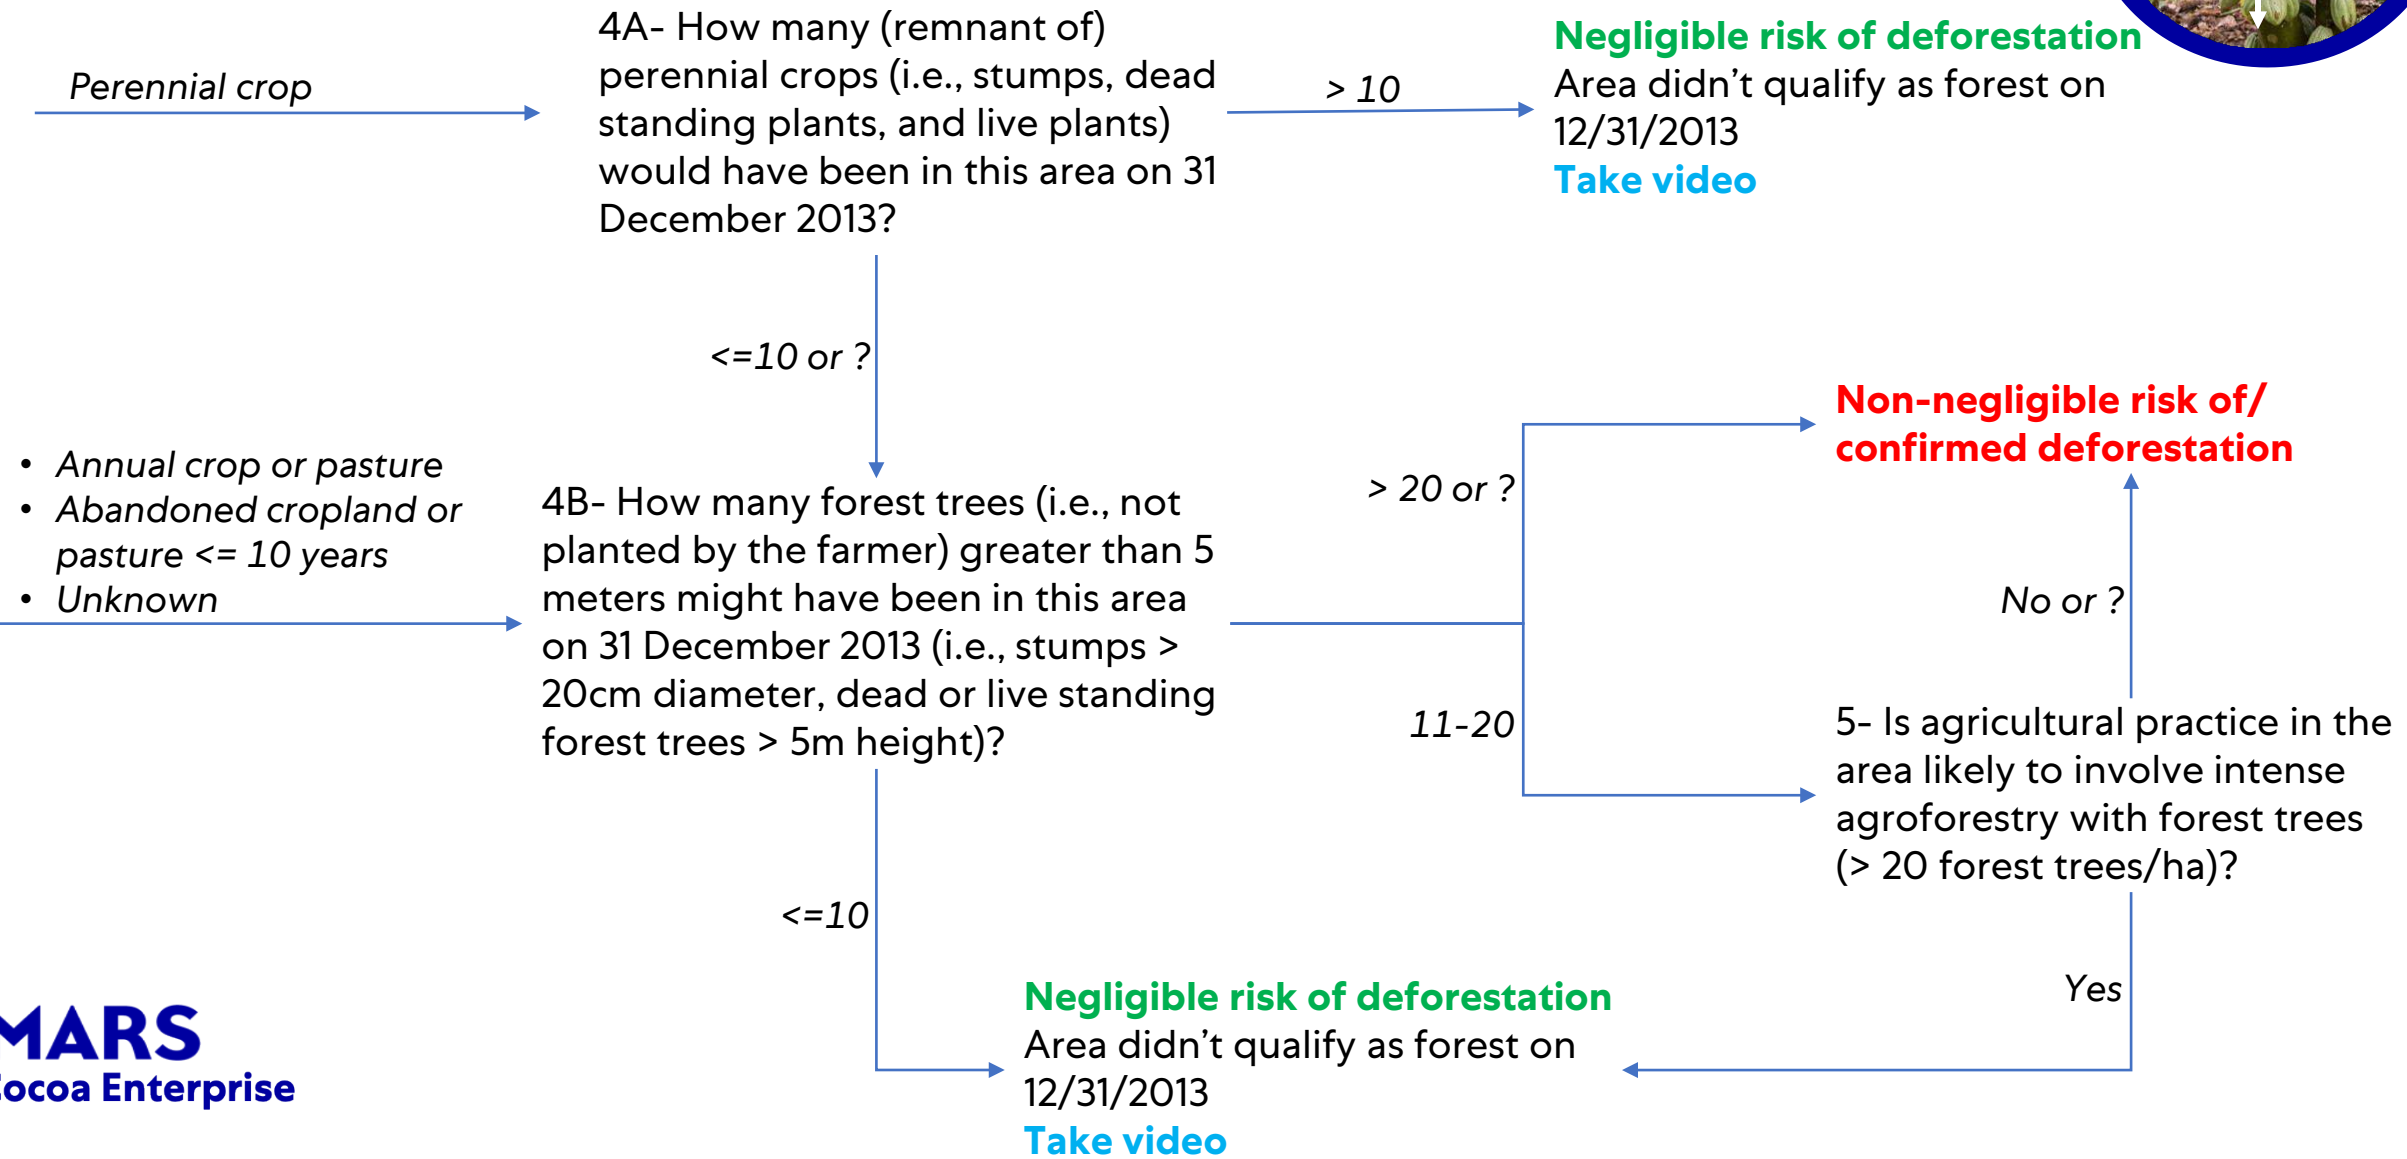 Perennial crop
4A- How many (remnant of)
perennial crops (i.e., stumps, dead
standing plants, and live plants)
would have been in this area on 31
December 2013?
> 10
Negligible risk of deforestation
Area didn't qualify as forest on
12/31/2013
Take video
<=10 or ?
• Annual crop or pasture
• Abandoned cropland or
pasture <= 10 years
• Unknown
4B- How many forest trees (i.e., not
planted by the farmer) greater than 5
meters might have been in this area
on 31 December 2013 (i.e., stumps >
20cm diameter, dead or live standing
forest trees > 5m height)?
> 20 or ?
11-20
Non-negligible risk of/
confirmed deforestation
No or ?
5- Is agricultural practice in the
area likely to involve intense
agroforestry with forest trees
(> 20 forest trees/ha)?
<=10
Yes
Negligible risk of deforestation
Area didn't qualify as forest on
12/31/2013
Take video
MARS
Cocoa Enterprise